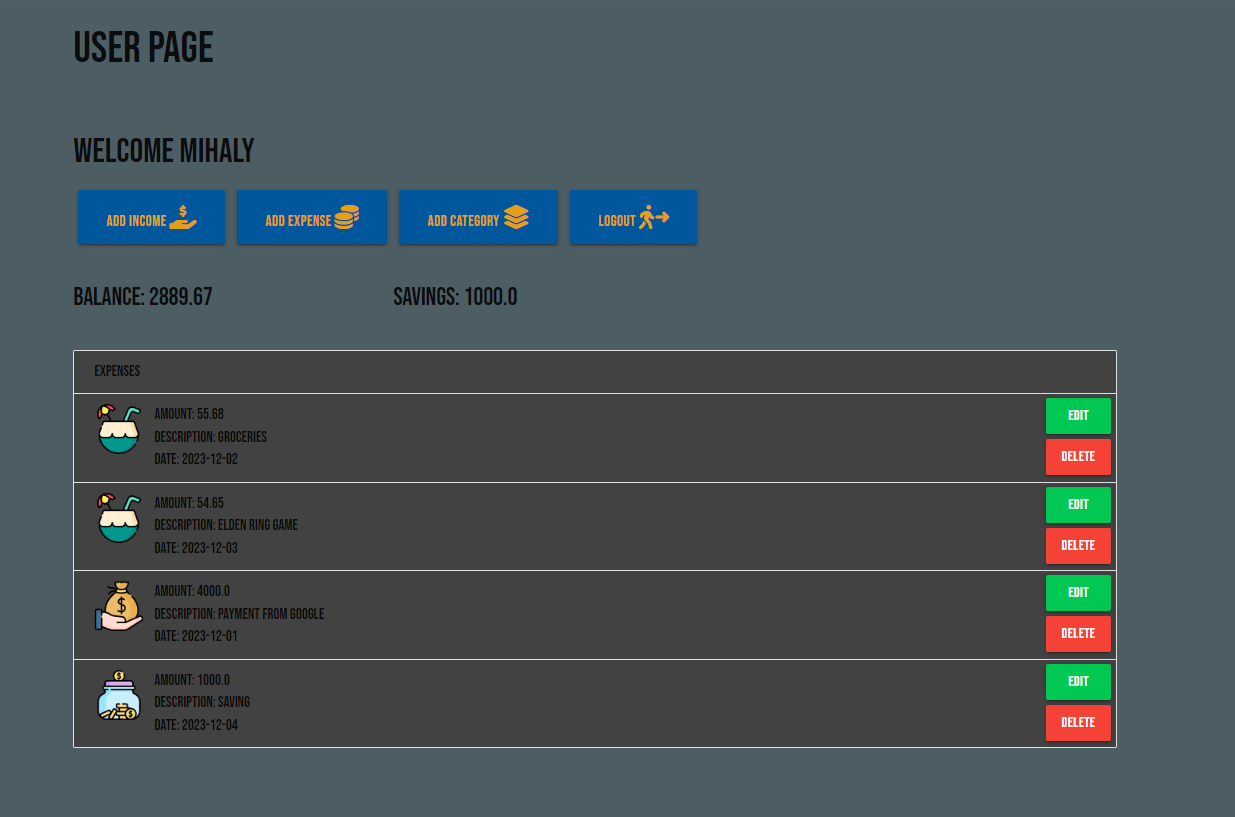 USER PAGE
WELCOME MIHALY
ADD INCOME
ADD EXPENSE
ADD CATEGORY
LOGOUT
BALANCE: 2889.67
SAVINGS: 1000.0
EXPENSES
AMOUNT: 55.68
DESCRIPTION: GROCERIES
DATE: 2023-12-02
EDIT
DELETE
AMOUNT: 54.65
DESCRIPTION: ELDEN RING GAME
DATE: 2023-12-03
EDIT
DELETE
AMOUNT: 4000.0
DESCRIPTION: PAYMENT FROM GOOGLE
DATE: 2023-12-01
EDIT
DELETE
AMOUNT: 1000.0
DESCRIPTION: SAVING
DATE: 2023-12-04
EDIT
DELETE